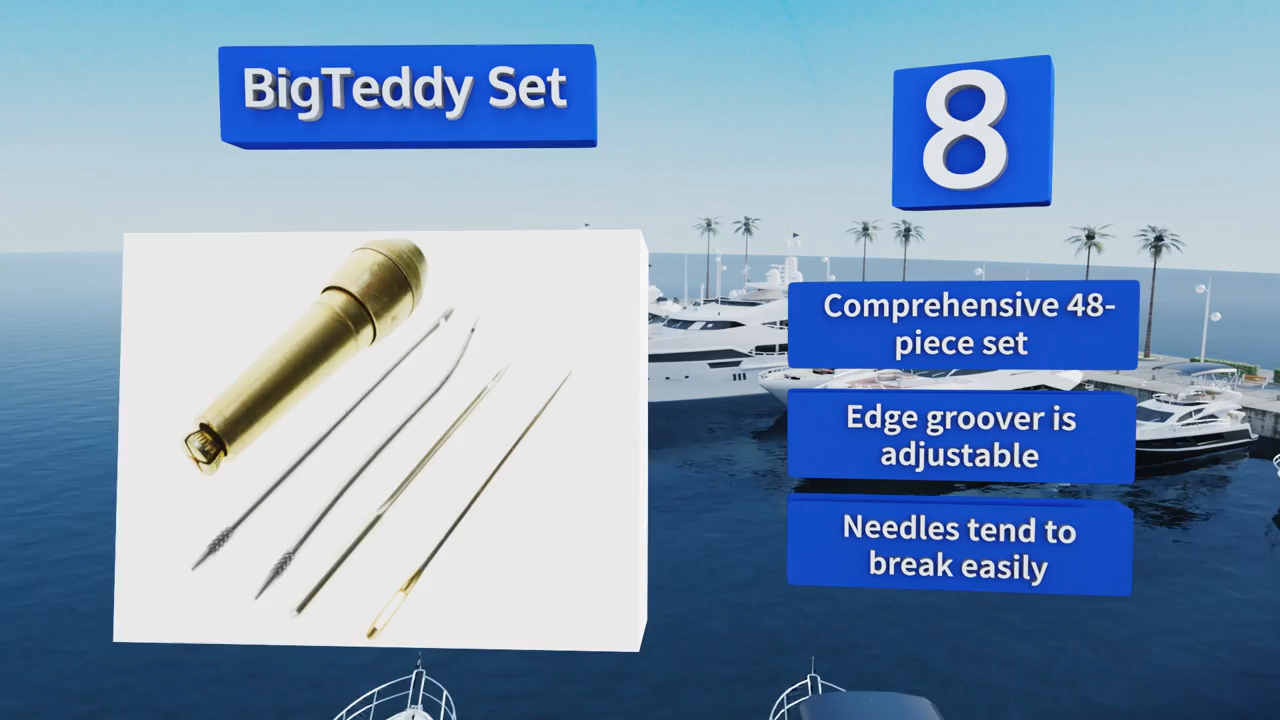 BigTeddy Set
8
Comprehensive 48-
piece set
Edge groover is
adjustable
Needles tend to
break easily